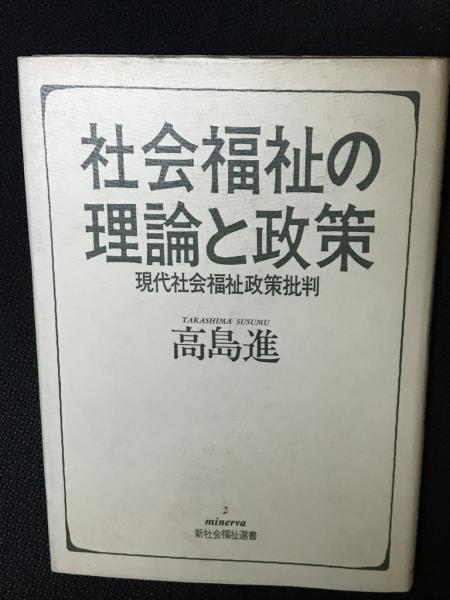 社会福祉の
理論と政策
現代社会福祉政策批判
TAKASHIMA SUSUMU
高島進
2
minerva
新社会福祉選書